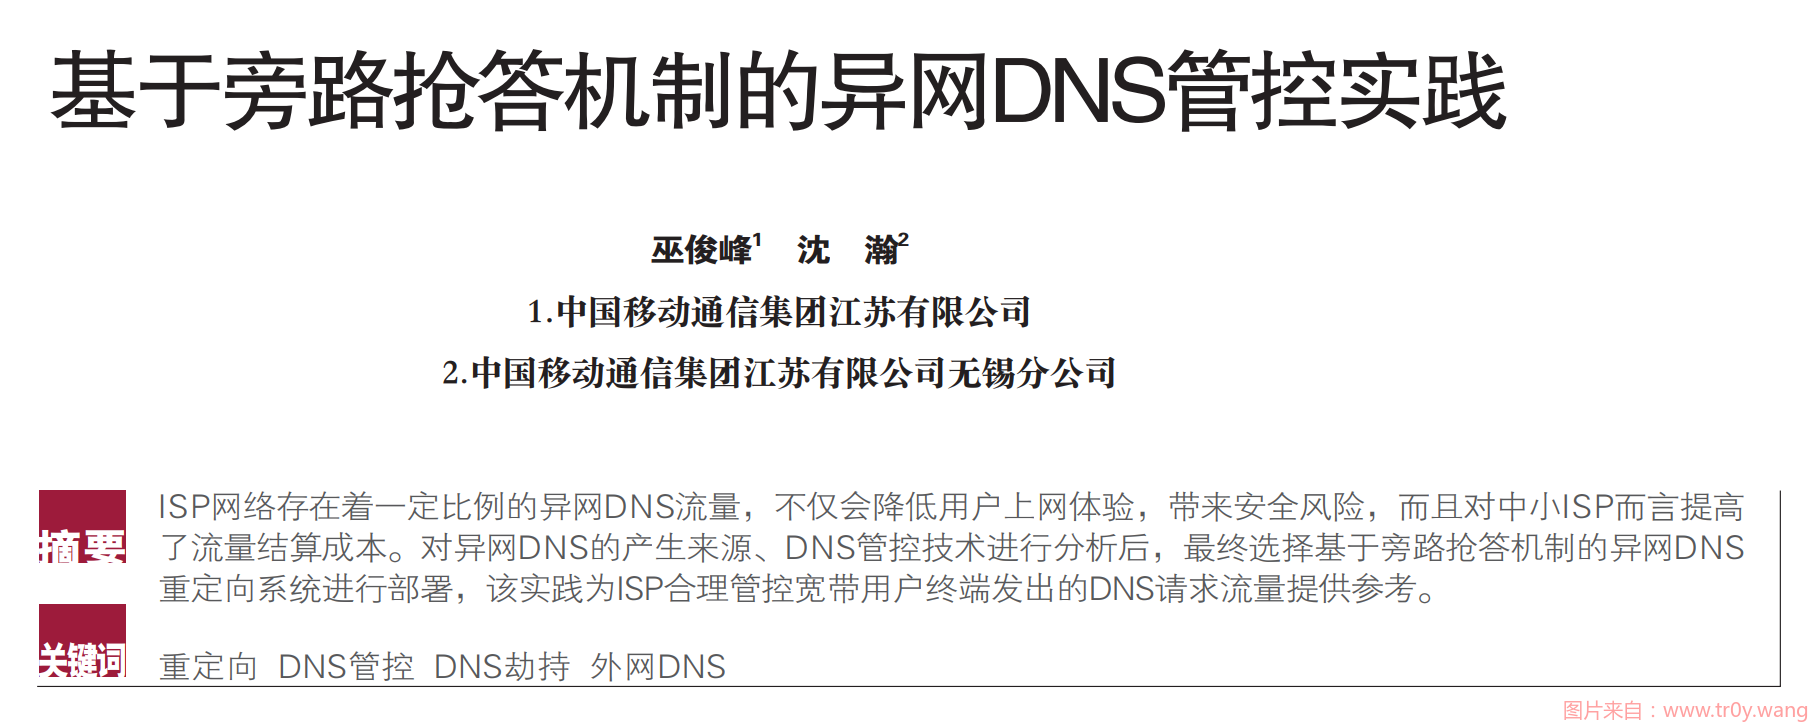 基于旁路抢答机制的异网DNS管控实践
巫俊峰1 沈 瀚2
1.中国移动通信集团江苏有限公司
2.中国移动通信集团江苏有限公司无锡分公司
摘要
ISP网络存在着一定比例的异网DNS流量，不仅会降低用户上网体验，带来安全风险，而且对中小ISP而言提高
了流量结算成本。对异网DNS的产生来源、DNS管控技术进行分析后，最终选择基于旁路抢答机制的异网DNS
重定向系统进行部署，该实践为ISP合理管控宽带用户终端发出的DNS请求流量提供参考。
关键词
重定向 DNS管控 DNS劫持 外网DNS
图片来自：www.tr0y.wang